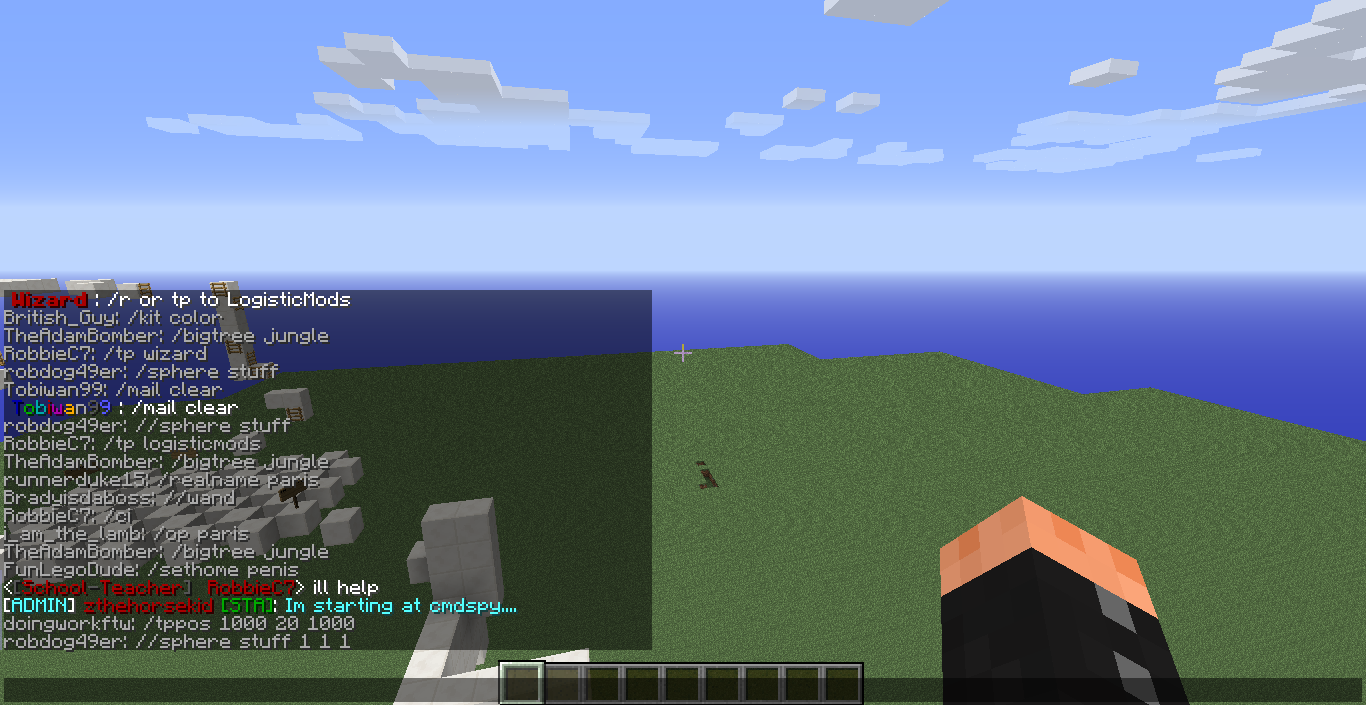 Wizard : /r or tp to LogisticMods
British_Guy: /kit color
TheAdamBomber: /bigtree jungle
RobbieC7: /tp wizard
robdog49er: /sphere stuff
Tobiwan99: /mail clear
Tobiwan99 : /mail clear
robdog49er: //sphere stuff
RobbieC7: /tp logisticmods
TheAdamBomber: /bigtree jungle
runnerduke15: /realname paris
Bradyisdaboss: //wand
RobbieC7: /ci
i_am_the_lamb: /op paris
TheAdamBomber: /bigtree jungle
FunLegoDude: /sethome penis
<[School-Teacher] RobbieC7> ill help
[ADMIN] zthehorsekid [STA]: Im starting at cmdspy....
doingworkftw: /tppos 1000 20 1000
robdog49er: //sphere stuff 1 1 1